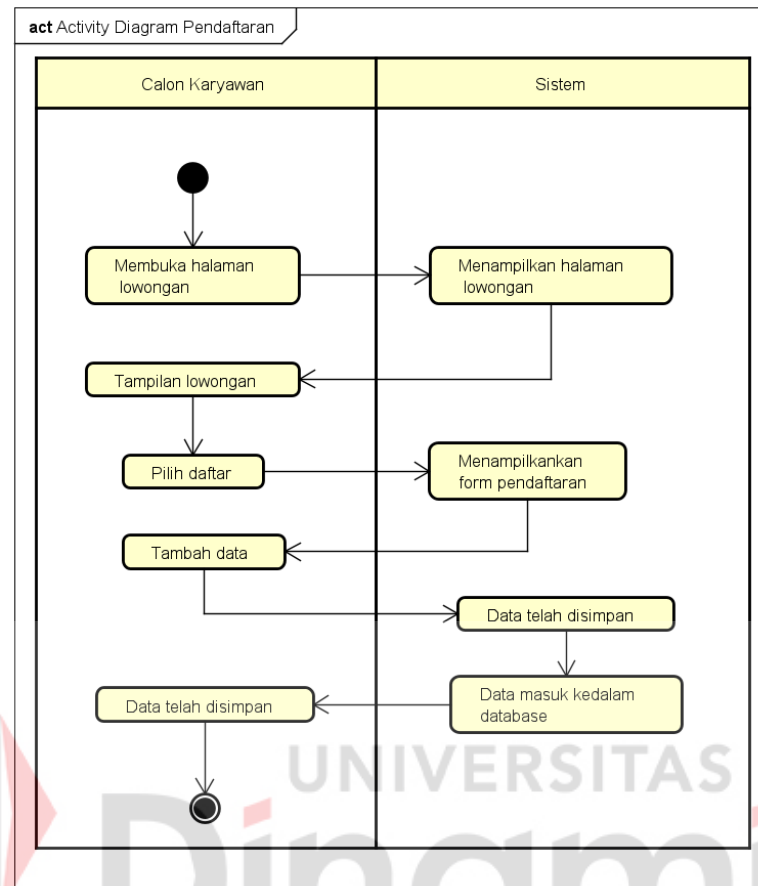 act Activity Diagram Pendaftaran
Calon Karyawan
Sistem
Membuka halaman
lowongan
Menampilkan halaman
lowongan
Tampilan lowongan
Pilih daftar
Menampilkankan
form pendaftaran
Tambah data
Data telah disimpan
Data masuk kedalam
database
Data telah disimpan
UNIVERSITAS